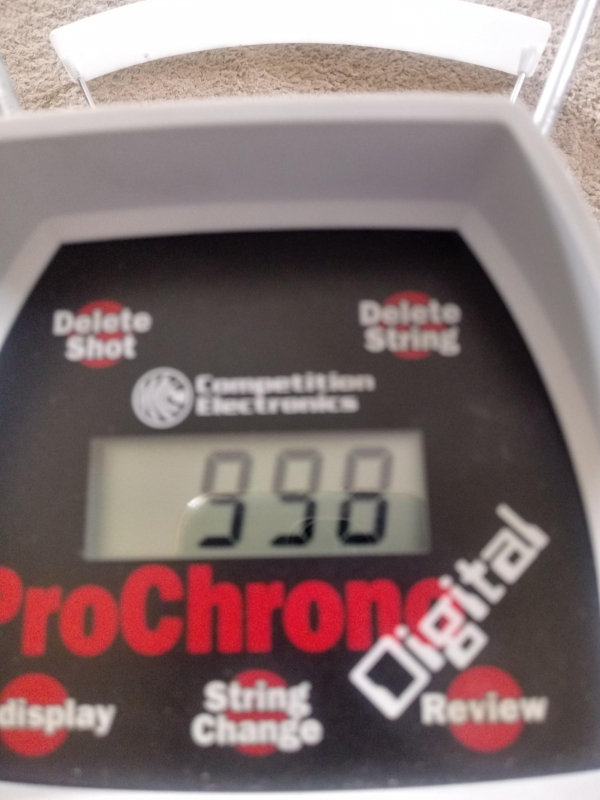 Delete
Shot
Delete
String
Competition
Electronics
998
ProChrono
Digital
display
String
Change
Review